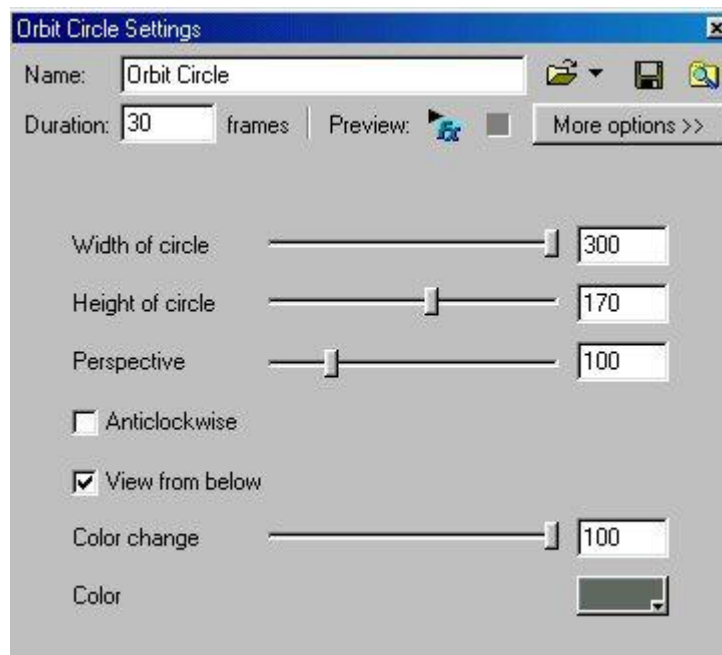 Orbit Circle Settings
Name: Orbit Circle
Duration: 30 frames Preview: Fx More options >>
Width of circle 300
Height of circle 170
Perspective 100
Anticlockwise
View from below
Color change 100
Color